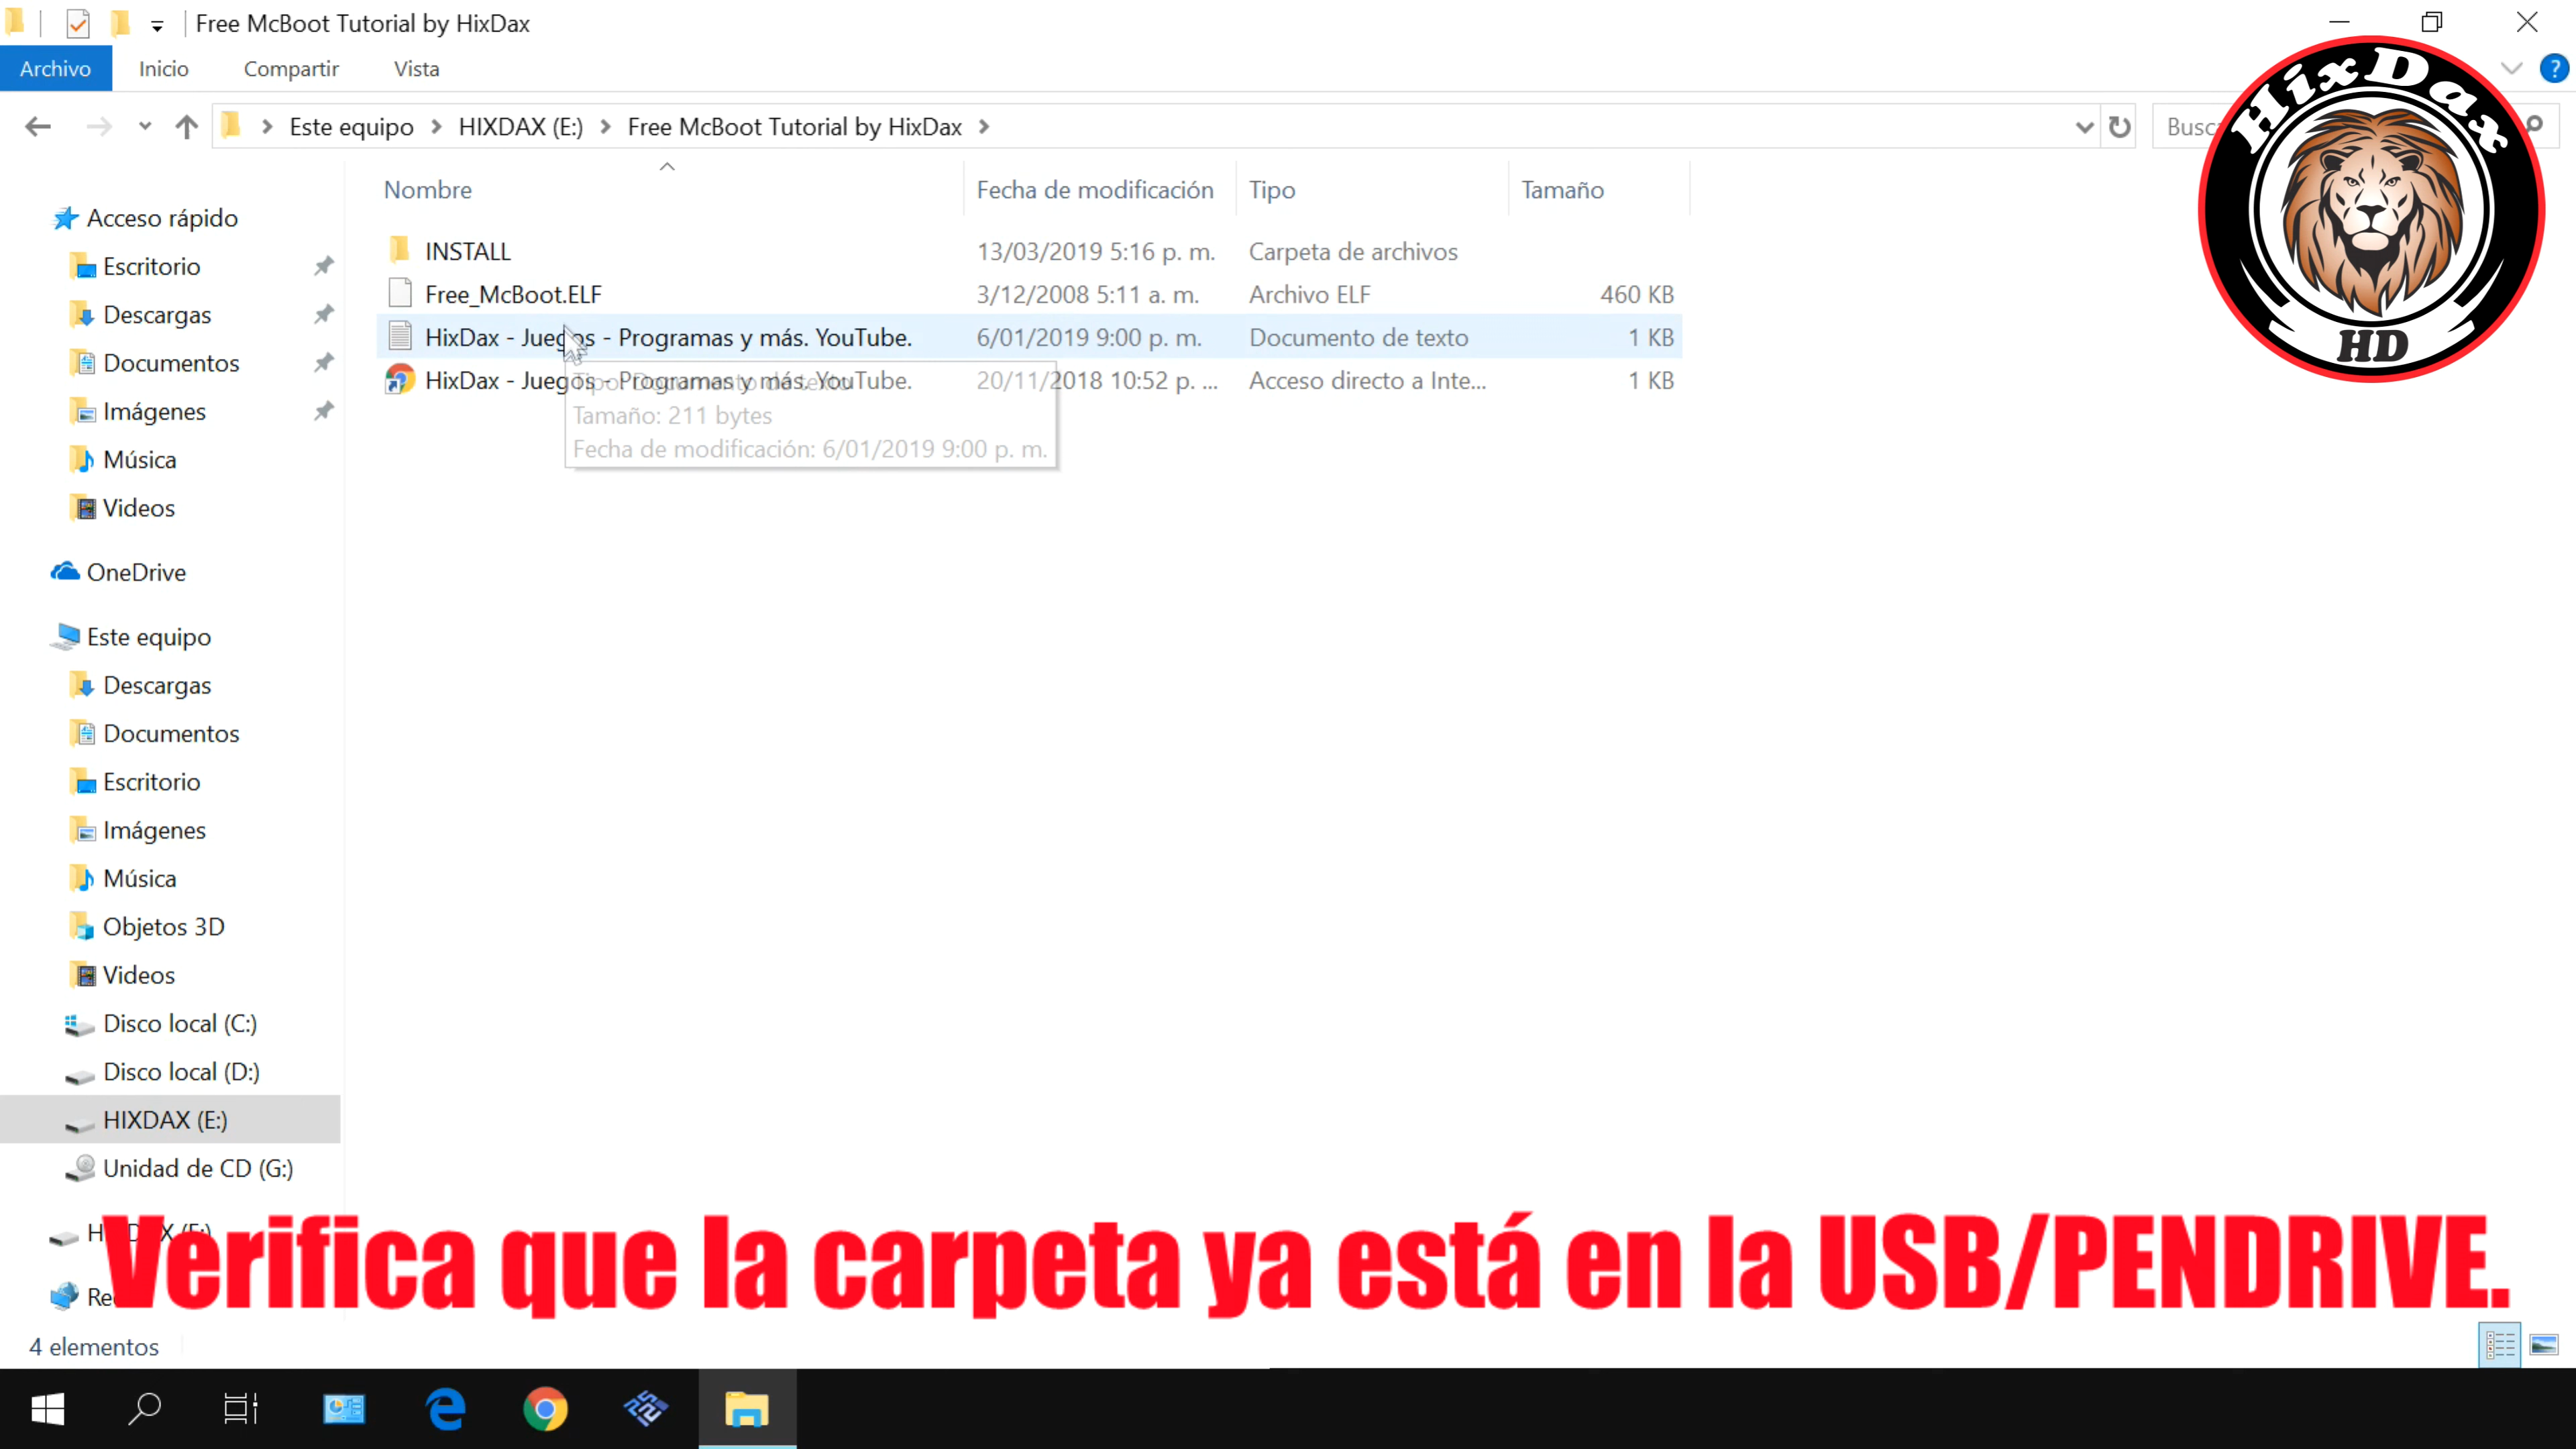 Free McBoot Tutorial by HixDax
Archivo Inicio Compartir Vista
Este equipo HIXDAX (E:) Free McBoot Tutorial by HixDax
HixDax
HD
Nombre Fecha de modificación Tipo Tamaño
INSTALL 13/03/2019 5:16 p. m. Carpeta de archivos
Free_McBoot.ELF 3/12/2008 5:11 a. m. Archivo ELF 460 KB
HixDax - Juegos - Programas y más. YouTube. 6/01/2019 9:00 p. m. Documento de texto 1 KB
HixDax - Juegos - Programas y más. YouTube. 20/11/2018 10:52 p. ... Acceso directo a Inte... 1 KB
Tipo: Documento de texto
Tamaño: 211 bytes
Fecha de modificación: 6/01/2019 9:00 p. m.
Acceso rápido
Escritorio
Descargas
Documentos
Imágenes
Música
Videos
OneDrive
Este equipo
Descargas
Documentos
Escritorio
Imágenes
Música
Objetos 3D
Videos
Disco local (C:)
Disco local (D:)
HIXDAX (E:)
Unidad de CD (G:)
Verifica que la carpeta ya está en la USB/PENDRIVE.
4 elementos